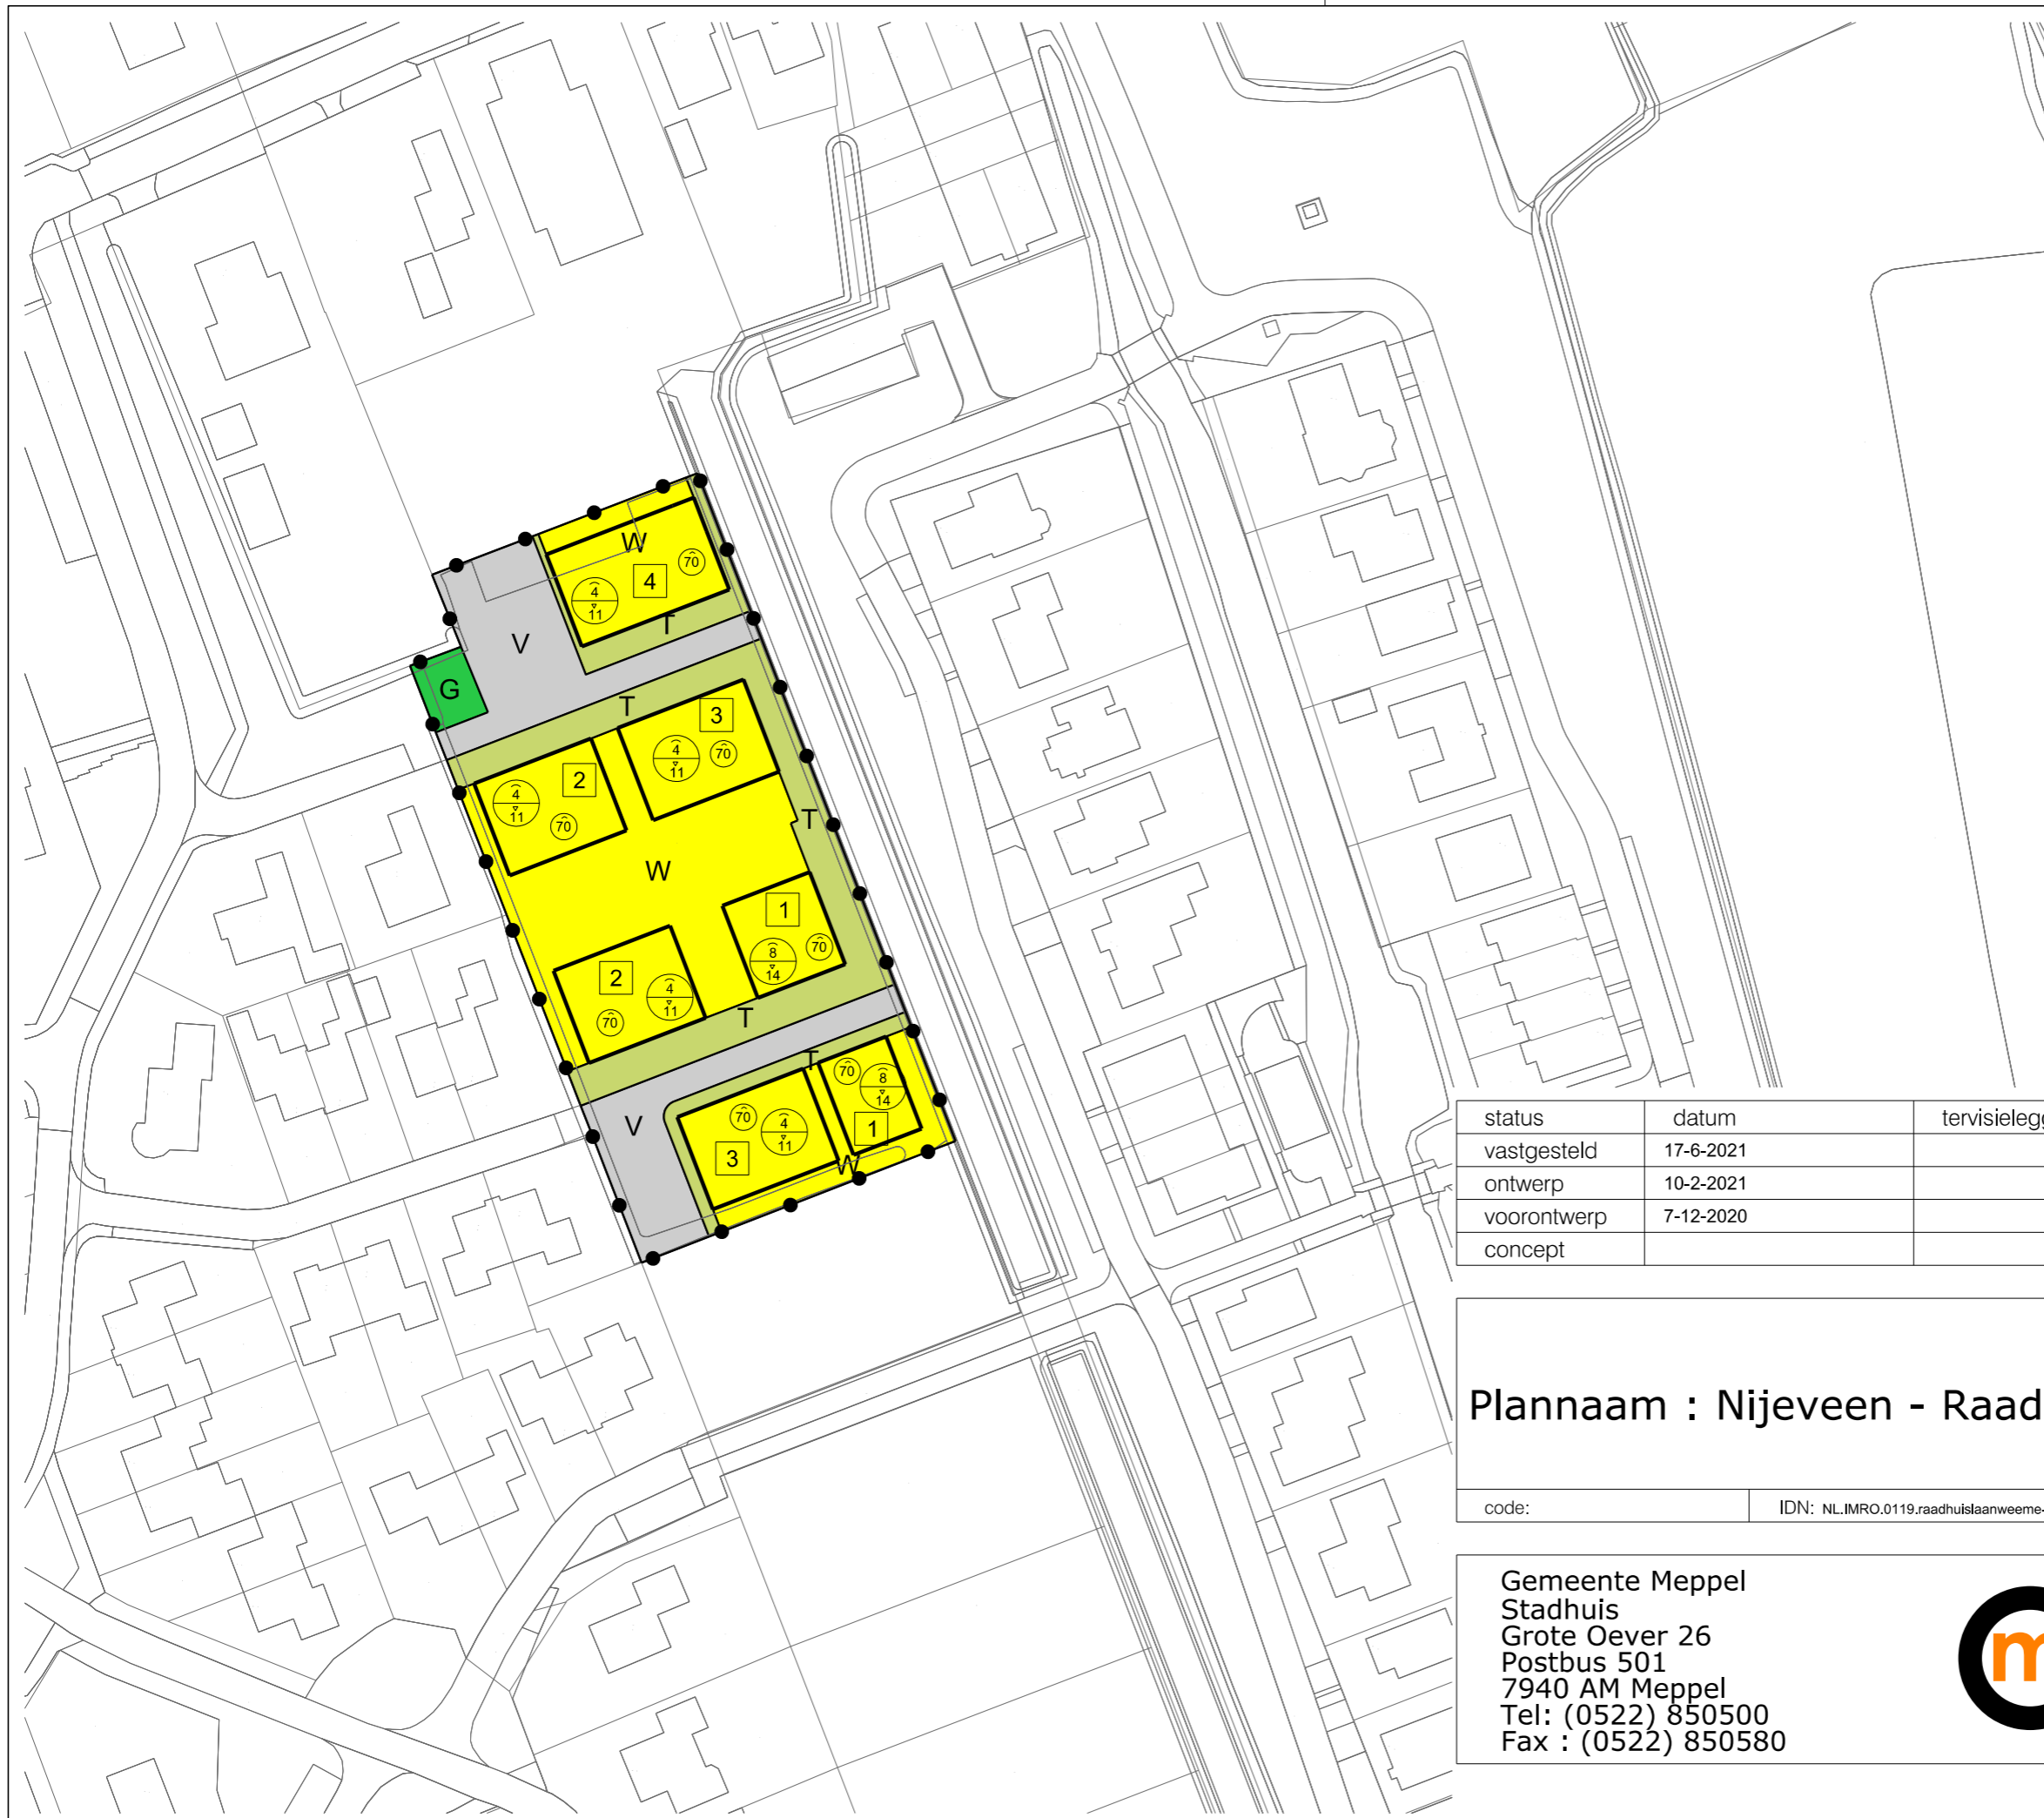 W
70
4
4
11
T
V
G
T
3
4
11
70
2
4
11
70
T
W
1
8
14
70
2
4
11
70
T
T
70
8
14
1
V
70
4
11
3
W
status datum
vastgesteld 17-6-2021
ontwerp 10-2-2021
voorontwerp 7-12-2020
concept
Plannaam : Nijeveen - Raad
code: IDN: NL.IMRO.0119.raadhuislaanweeme-
Gemeente Meppel
Stadhuis
Grote Oever 26
Postbus 501
7940 AM Meppel
Tel: (0522) 850500
Fax : (0522) 850580
m